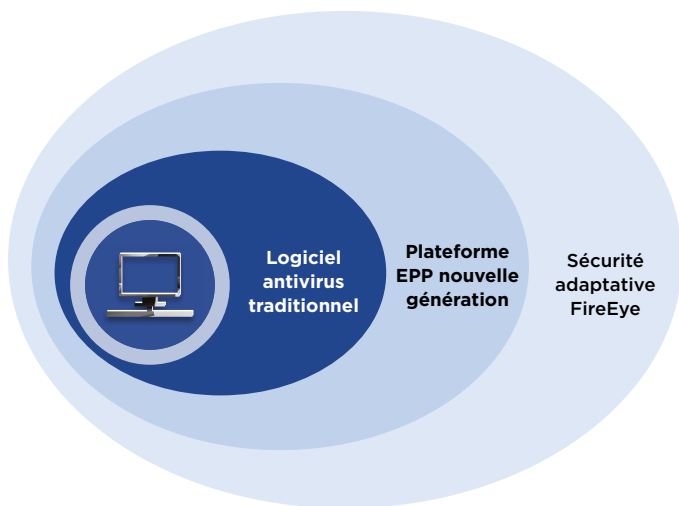 Logiciel
antivirus
traditionnel
Plateforme
EPP nouvelle
génération
Sécurité
adaptative
FireEye